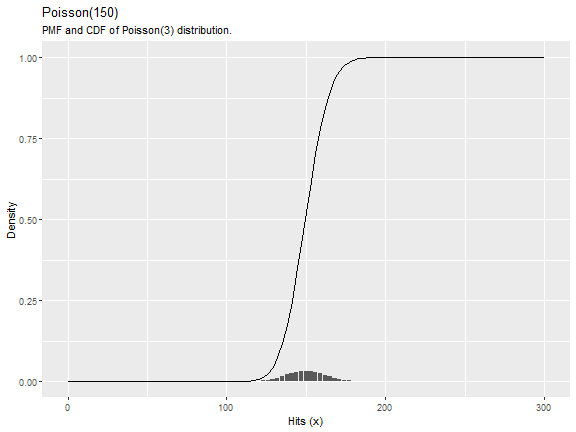 Poisson(150)
PMF and CDF of Poisson(3) distribution.
1.00
0.75
0.50
0.25
0.00
Density
0
100
200
300
Hits (x)